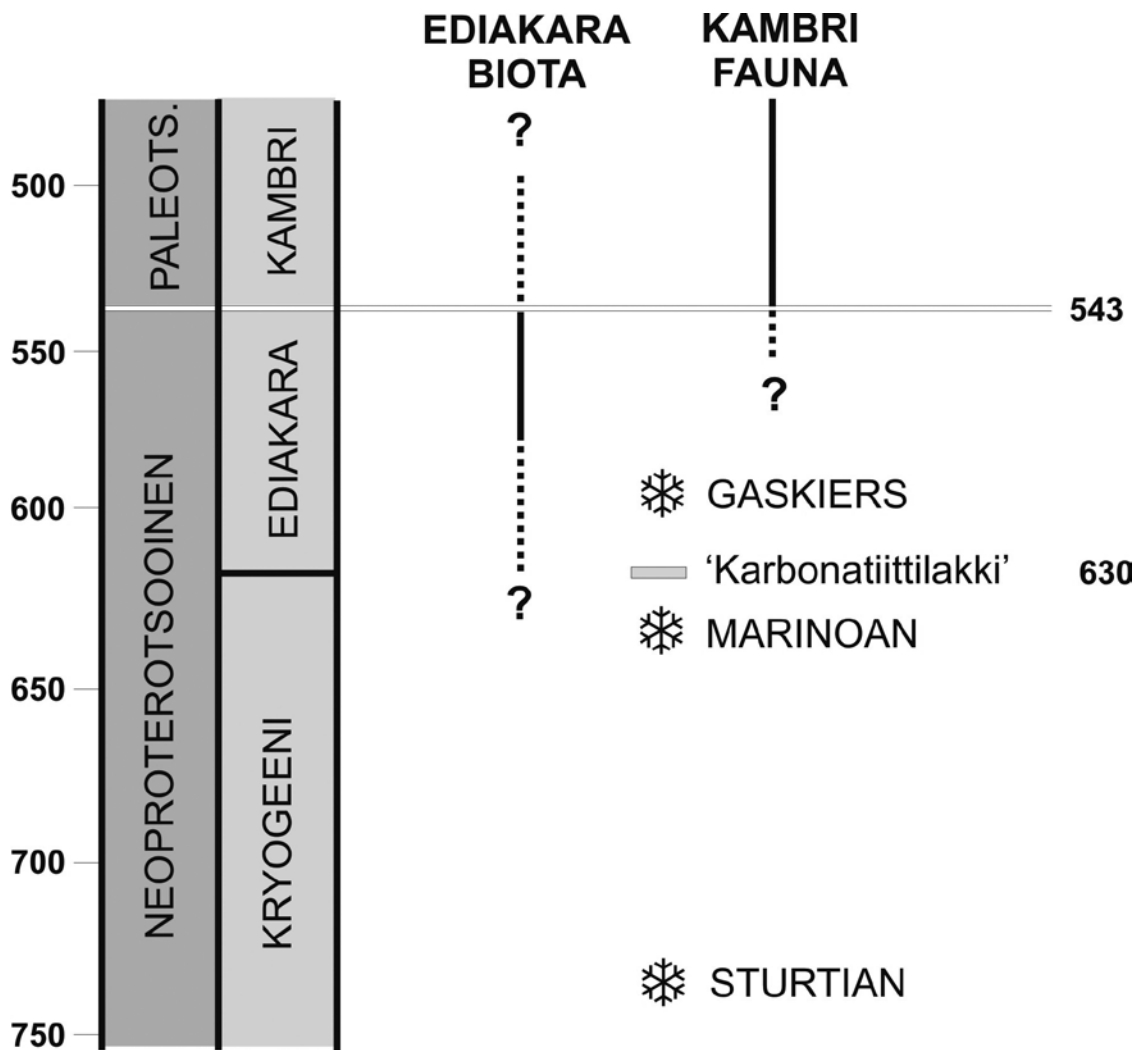 EDIAKARA
BIOTA
KAMBRI
FAUNA
?
PALEOTS.
KAMBRI
500
543
550
EDIAKARA
?
NEOPROTEROTSOOINEN
GASKIERS
600
‘Karbonatiittilakki’
630
?
MARINOAN
650
KRYOGEENI
700
STURTIAN
750